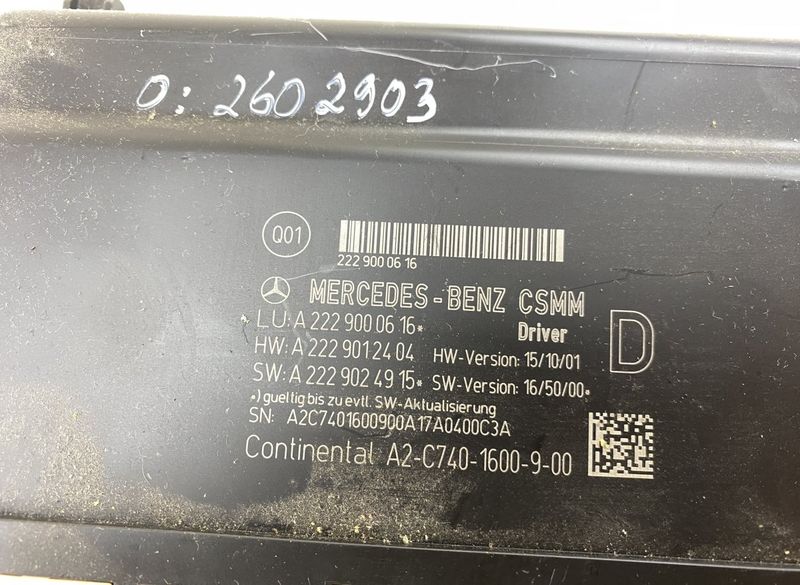 O: 2602903
Q01
222 900 06 16
MERCEDES-BENZ CSMM
LU: A 222 900 06 16* Driver
D
HW: A 222 901 24 04 HW-Version: 15/10/01
SW: A 222 902 49 15* SW-Version: 16/50/00*
*) gueltig bis zu evtl. SW-Aktualisierung
SN: A2C7401600900A17A0400C3A
Continental A2-C740-1600-9-00